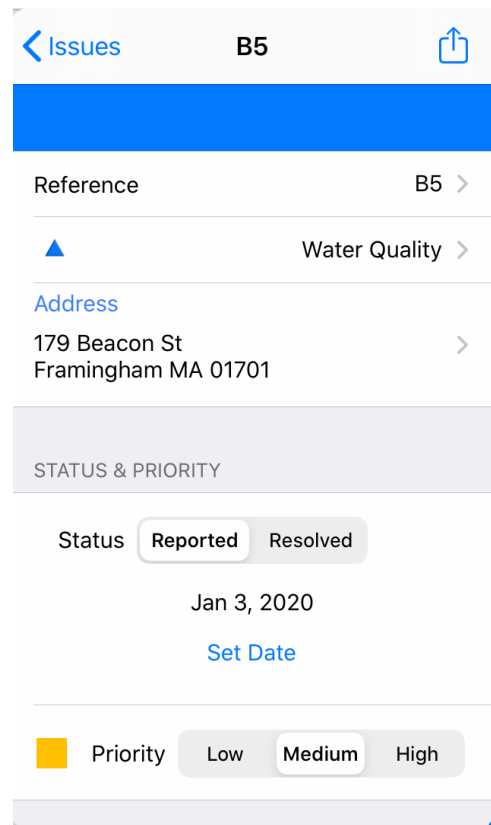 Issues
B5
Reference
B5
Water Quality
Address
179 Beacon St
Framingham MA 01701
STATUS & PRIORITY
Status
Reported
Resolved
Jan 3, 2020
Set Date
Priority
Low
Medium
High